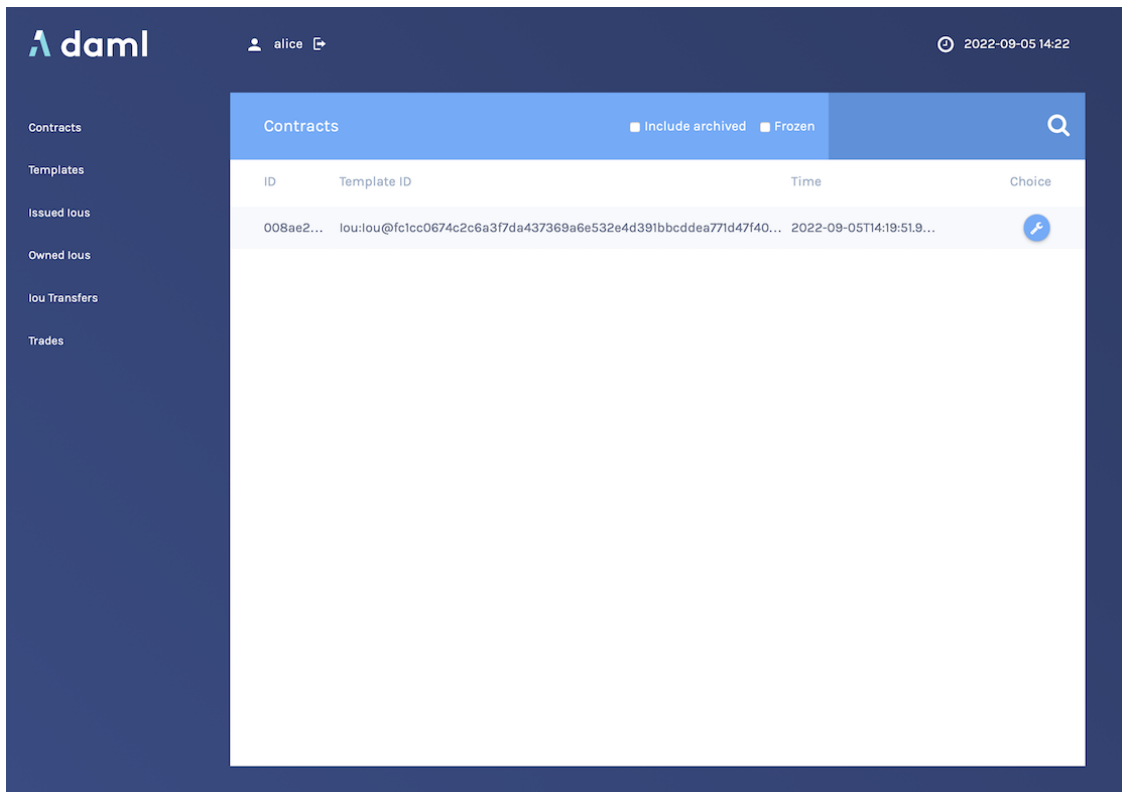 daml
alice
2022-09-05 14:22
Contracts
Templates
Issued Ious
Owned Ious
Iou Transfers
Trades
Contracts
Include archived
Frozen
ID Template ID Time Choice
008ae2... Iou:Iou@fc1cc0674c2c6a3f7da437369a6e532e4d391bbcddea771d47f40... 2022-09-05T14:19:51.9...